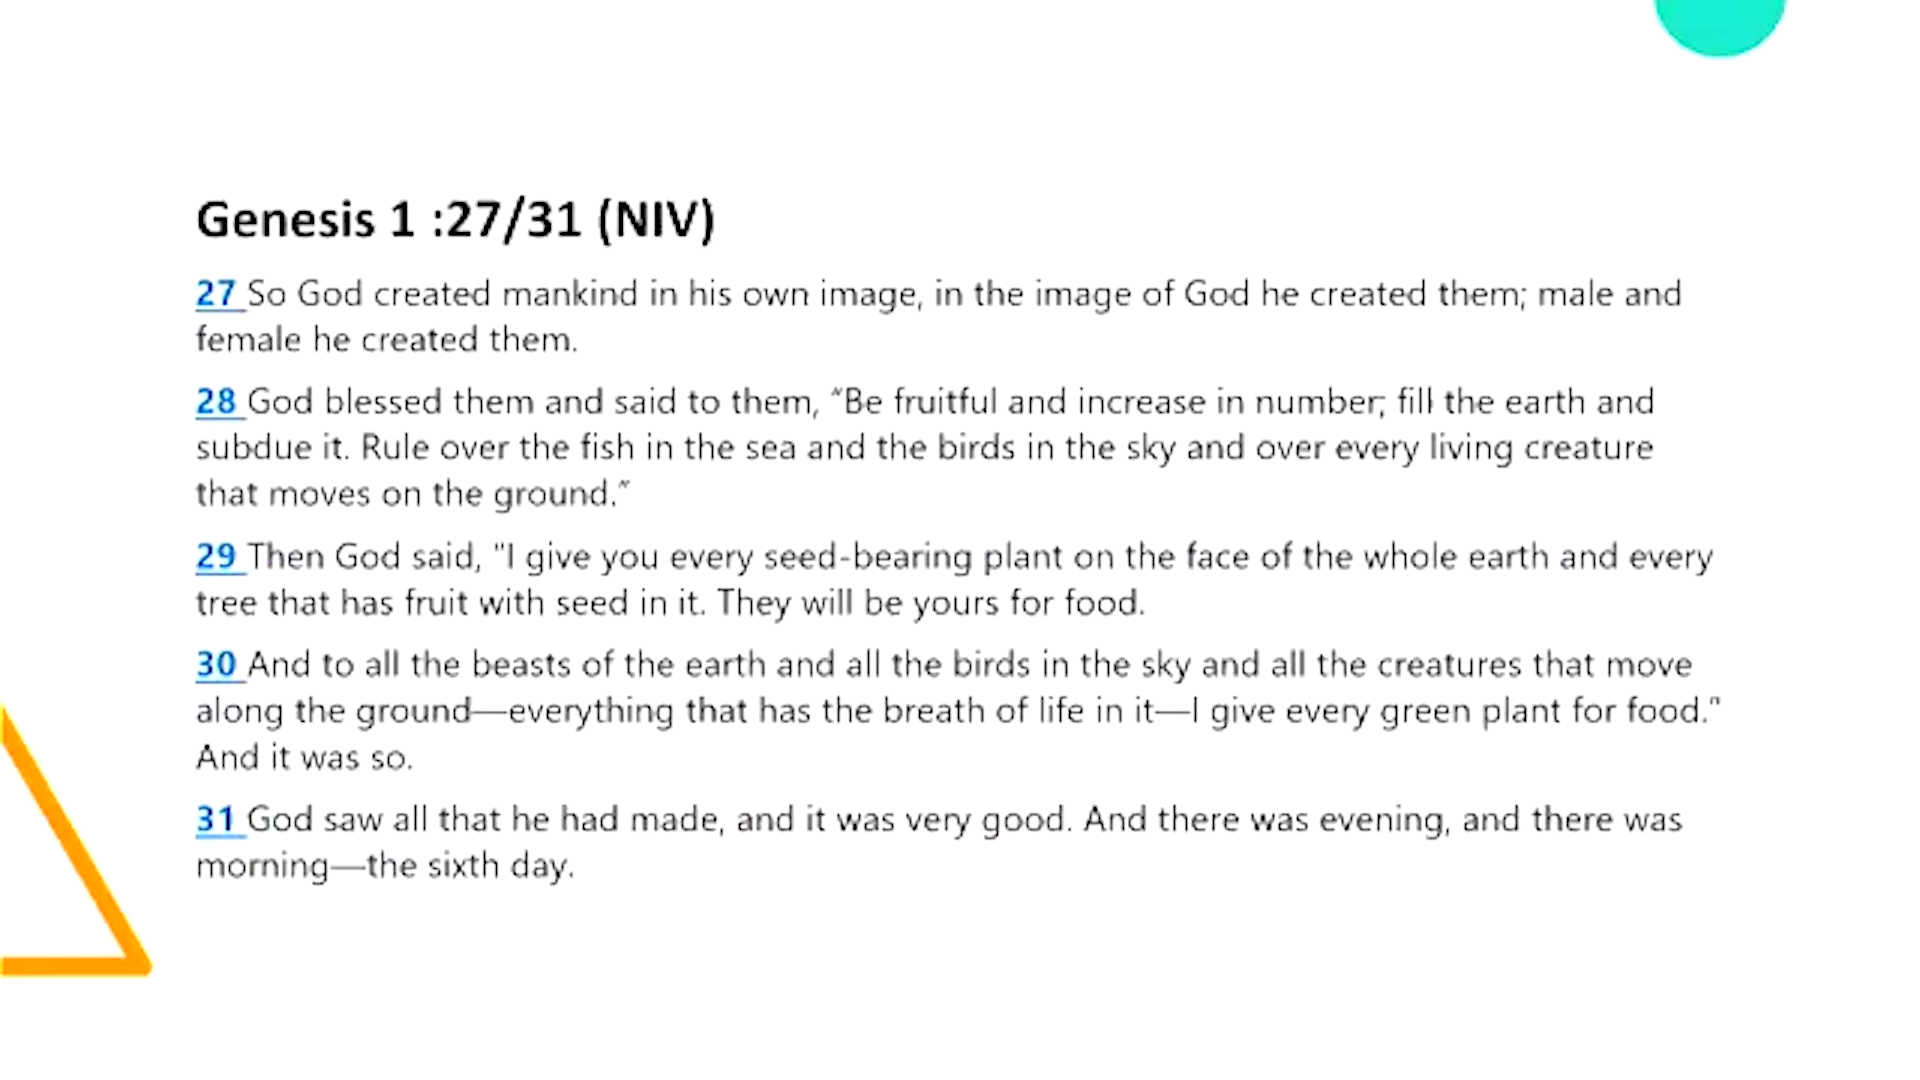 Genesis 1 :27/31 (NIV)
27 So God created mankind in his own image, in the image of God he created them; male and
female he created them.
28 God blessed them and said to them, “Be fruitful and increase in number; fill the earth and
subdue it. Rule over the fish in the sea and the birds in the sky and over every living creature
that moves on the ground.”
29 Then God said, "I give you every seed-bearing plant on the face of the whole earth and every
tree that has fruit with seed in it. They will be yours for food.
30 And to all the beasts of the earth and all the birds in the sky and all the creatures that move
along the ground—everything that has the breath of life in it—I give every green plant for food."
And it was so.
31 God saw all that he had made, and it was very good. And there was evening, and there was
morning—the sixth day.